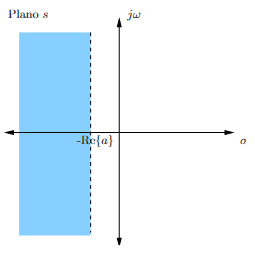 Plano s
jω
-Re{a}
σ